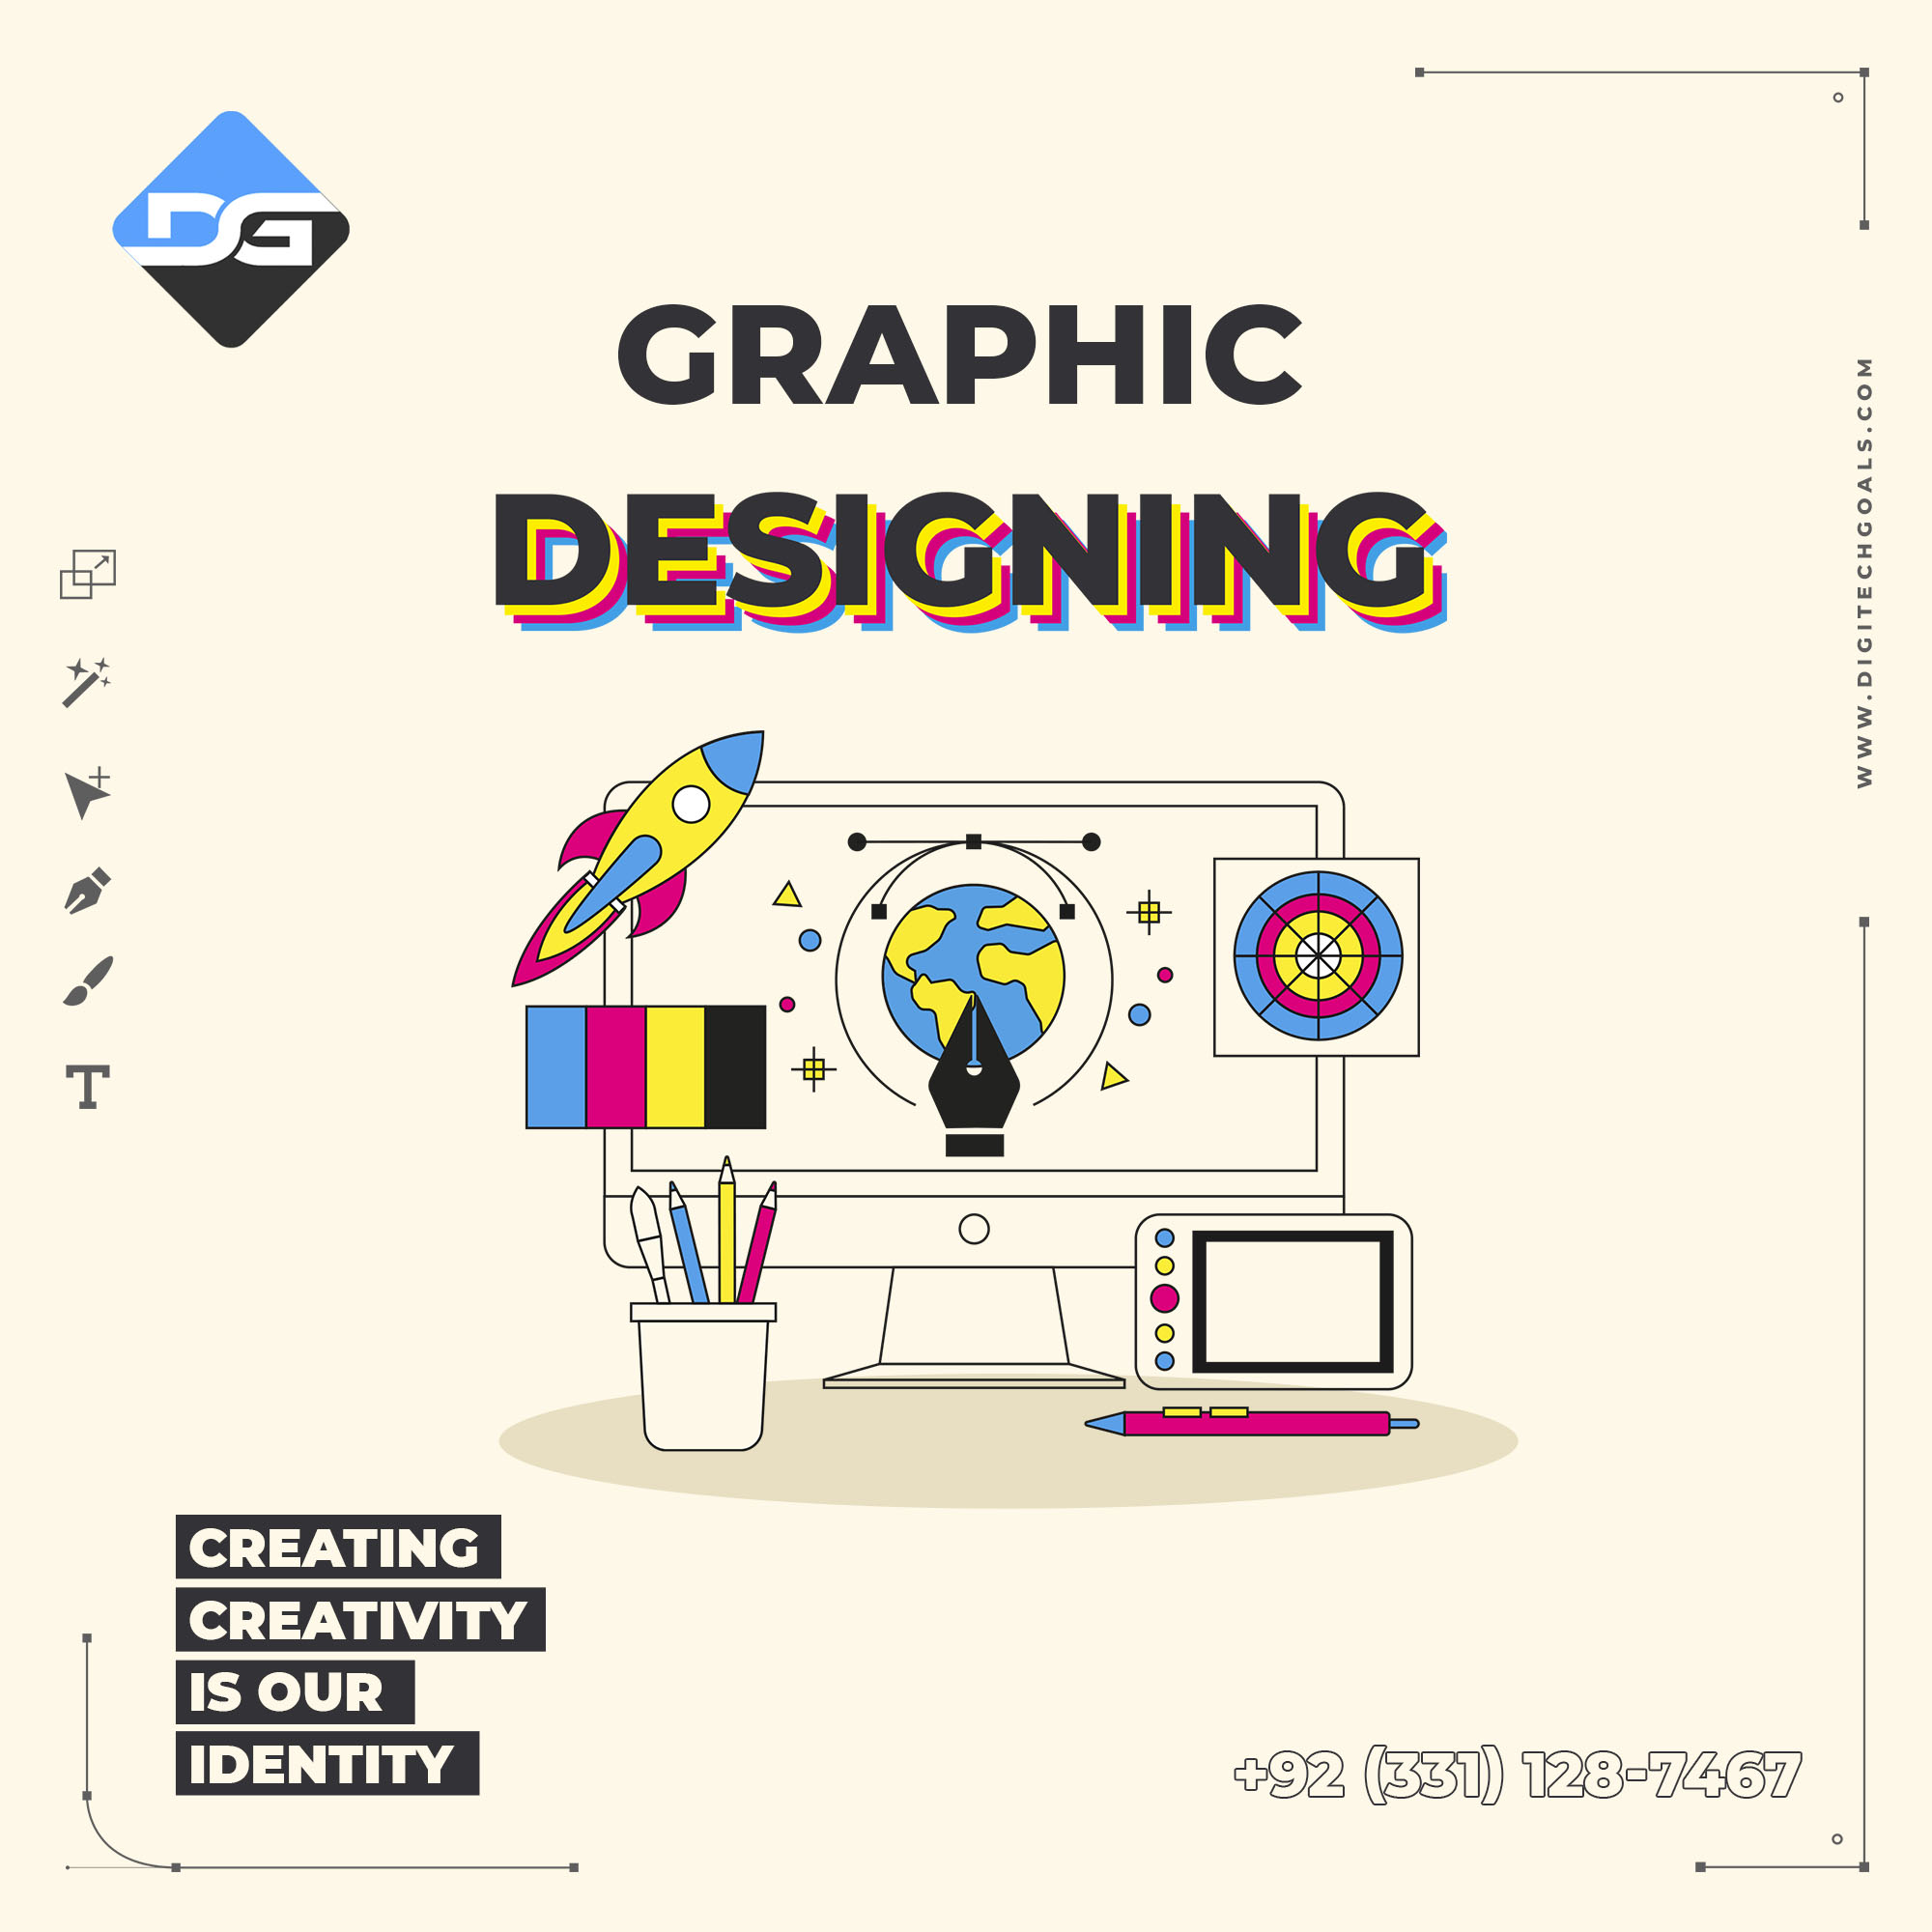 DG
GRAPHIC
DESIGNING
WWW.DIGITECHGOALS.COM
T
CREATING
CREATIVITY
IS OUR
IDENTITY
+92 (331) 128-7467